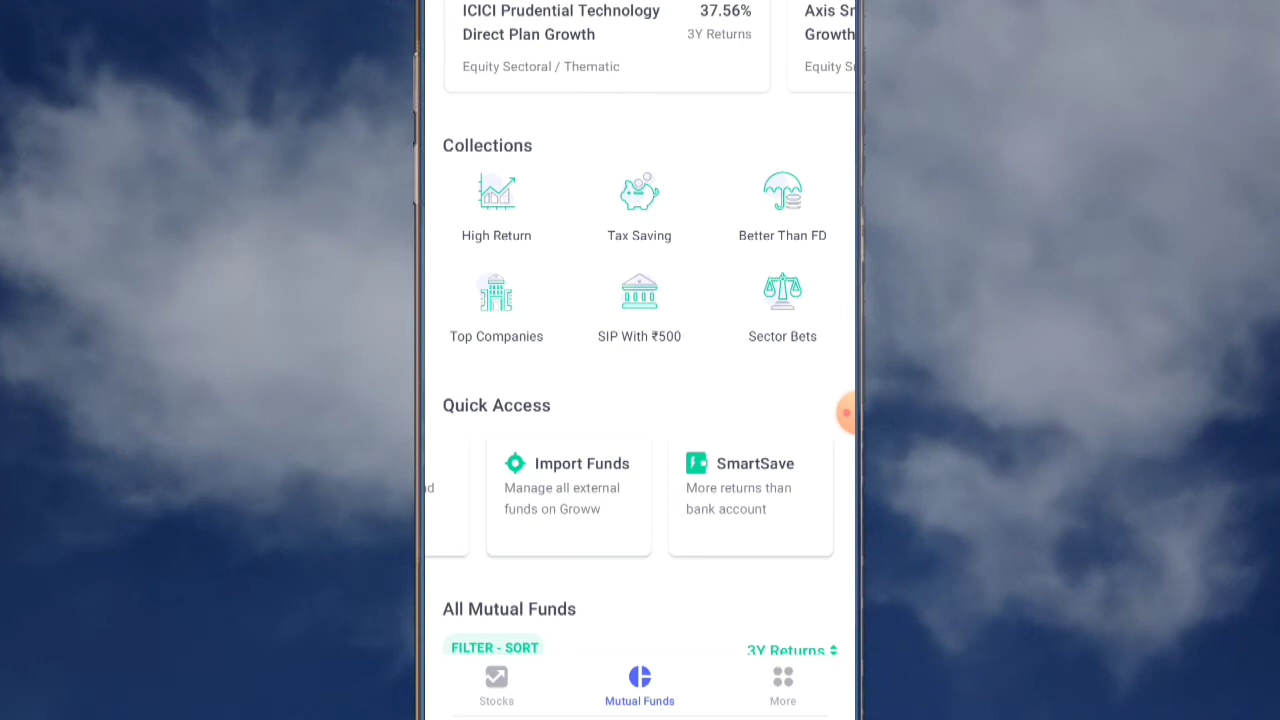 ICICI Prudential Technology 37.56%
Direct Plan Growth 3Y Returns
Equity Sectoral / Thematic
Axis
Growth
Equity
Collections
High Return Tax Saving Better Than FD
Top Companies SIP With ₹500 Sector Bets
Quick Access
Import Funds
Manage all external
funds on Groww
SmartSave
More returns than
bank account
All Mutual Funds
FILTER - SORT 3Y Returns
Stocks Mutual Funds More